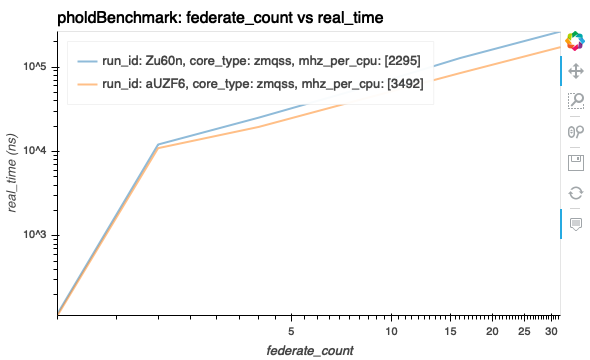 pholdBenchmark: federate_count vs real_time
run_id: Zu60n, core_type: zmqss, mhz_per_cpu: [2295]
run_id: aUZF6, core_type: zmqss, mhz_per_cpu: [3492]
real_time (ns)
10^5
10^4
10^3
5
10
15
20
25
30
federate_count